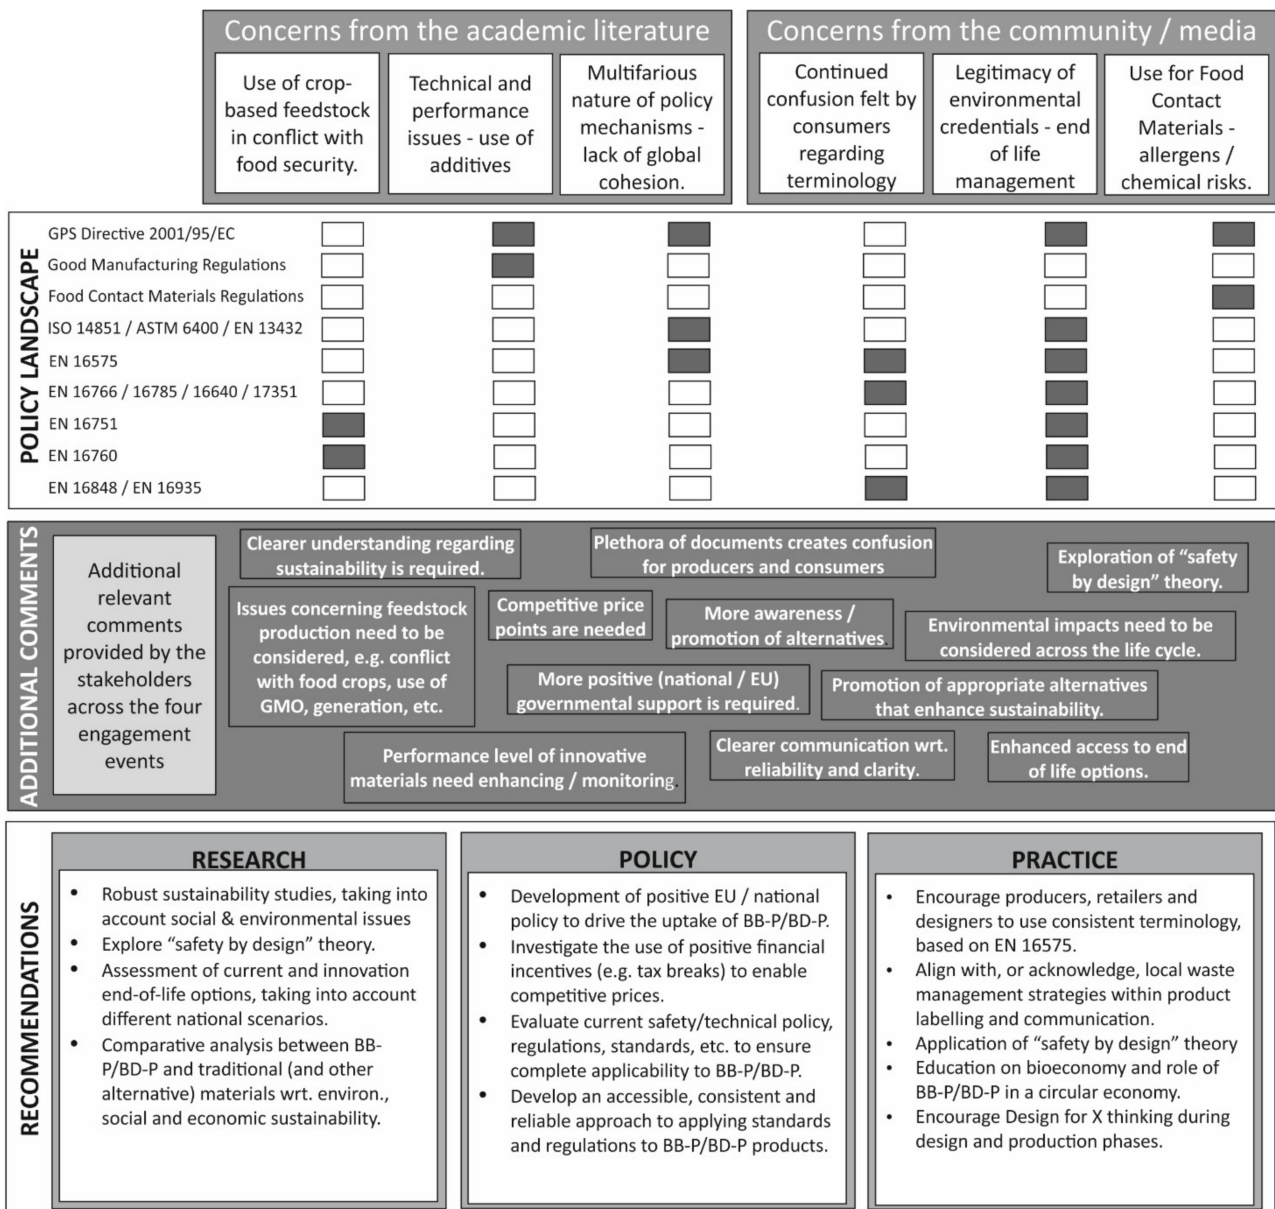 Concerns from the academic literature
Concerns from the community / media
Use of crop-
based feedstock
in conflict with
food security.
Technical and
performance
issues - use of
additives
Multifarious
nature of policy
mechanisms -
lack of global
cohesion.
Continued
confusion felt by
consumers
regarding
terminology
Legitimacy of
environmental
credentials - end
of life
management
Use for Food
Contact
Materials -
allergens /
chemical risks.
POLICY LANDSCAPE
GPS Directive 2001/95/EC
Good Manufacturing Regulations
Food Contact Materials Regulations
ISO 14851 / ASTM 6400 / EN 13432
EN 16575
EN 16766 / 16785 / 16640 / 17351
EN 16751
EN 16760
EN 16848 / EN 16935
ADDITIONAL COMMENTS
Additional
relevant
comments
provided by the
stakeholders
across the four
engagement
events
Clearer understanding regarding
sustainability is required.
Plethora of documents creates confusion
for producers and consumers
Exploration of “safety
by design” theory.
Issues concerning feedstock
production need to be
considered, e.g. conflict
with food crops, use of
GMO, generation, etc.
Competitive price
points are needed
More awareness /
promotion of alternatives.
Environmental impacts need to be
considered across the life cycle.
More positive (national / EU)
governmental support is required.
Promotion of appropriate alternatives
that enhance sustainability.
Performance level of innovative
materials need enhancing / monitoring.
Clearer communication wrt.
reliability and clarity.
Enhanced access to end
of life options.
RECOMMENDATIONS
RESEARCH
• Robust sustainability studies, taking into
account social & environmental issues
• Explore “safety by design” theory.
• Assessment of current and innovation
end-of-life options, taking into account
different national scenarios.
• Comparative analysis between BB-
P/BD-P and traditional (and other
alternative) materials wrt. environ.,
social and economic sustainability.
POLICY
• Development of positive EU / national
policy to drive the uptake of BB-P/BD-P.
• Investigate the use of positive financial
incentives (e.g. tax breaks) to enable
competitive prices.
• Evaluate current safety/technical policy,
regulations, standards, etc. to ensure
complete applicability to BB-P/BD-P.
• Develop an accessible, consistent and
reliable approach to applying standards
and regulations to BB-P/BD-P products.
PRACTICE
• Encourage producers, retailers and
designers to use consistent terminology,
based on EN 16575.
• Align with, or acknowledge, local waste
management strategies within product
labelling and communication.
• Application of “safety by design” theory
• Education on bioeconomy and role of
BB-P/BD-P in a circular economy.
• Encourage Design for X thinking during
design and production phases.